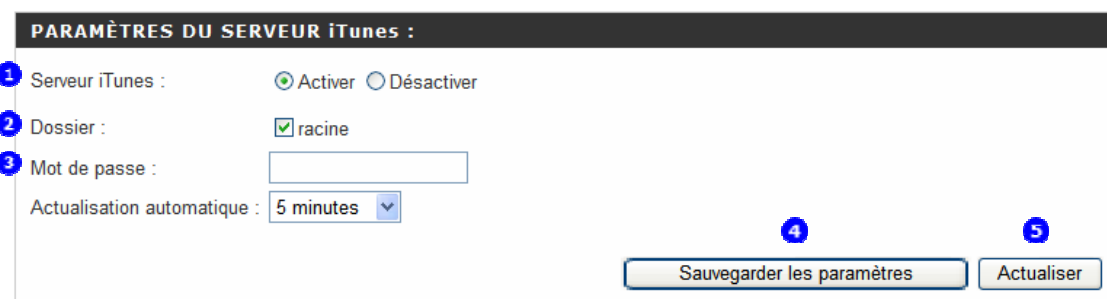 PARAMÈTRES DU SERVEUR iTunes :
1 Serveur iTunes : Activer Désactiver
2 Dossier : racine
3 Mot de passe :
Actualisation automatique : 5 minutes
4 5
Sauvegarder les paramètres Actualiser